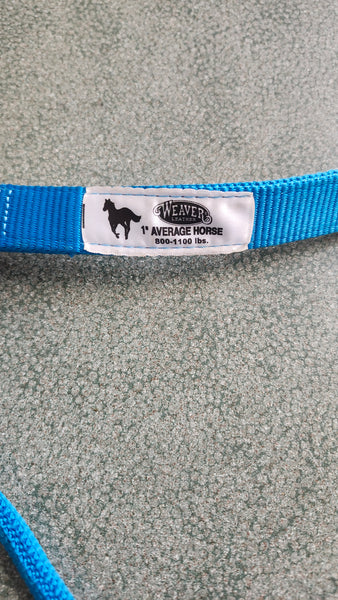 WEAVER
LEATHER
1" AVERAGE HORSE
800-1100 lbs.